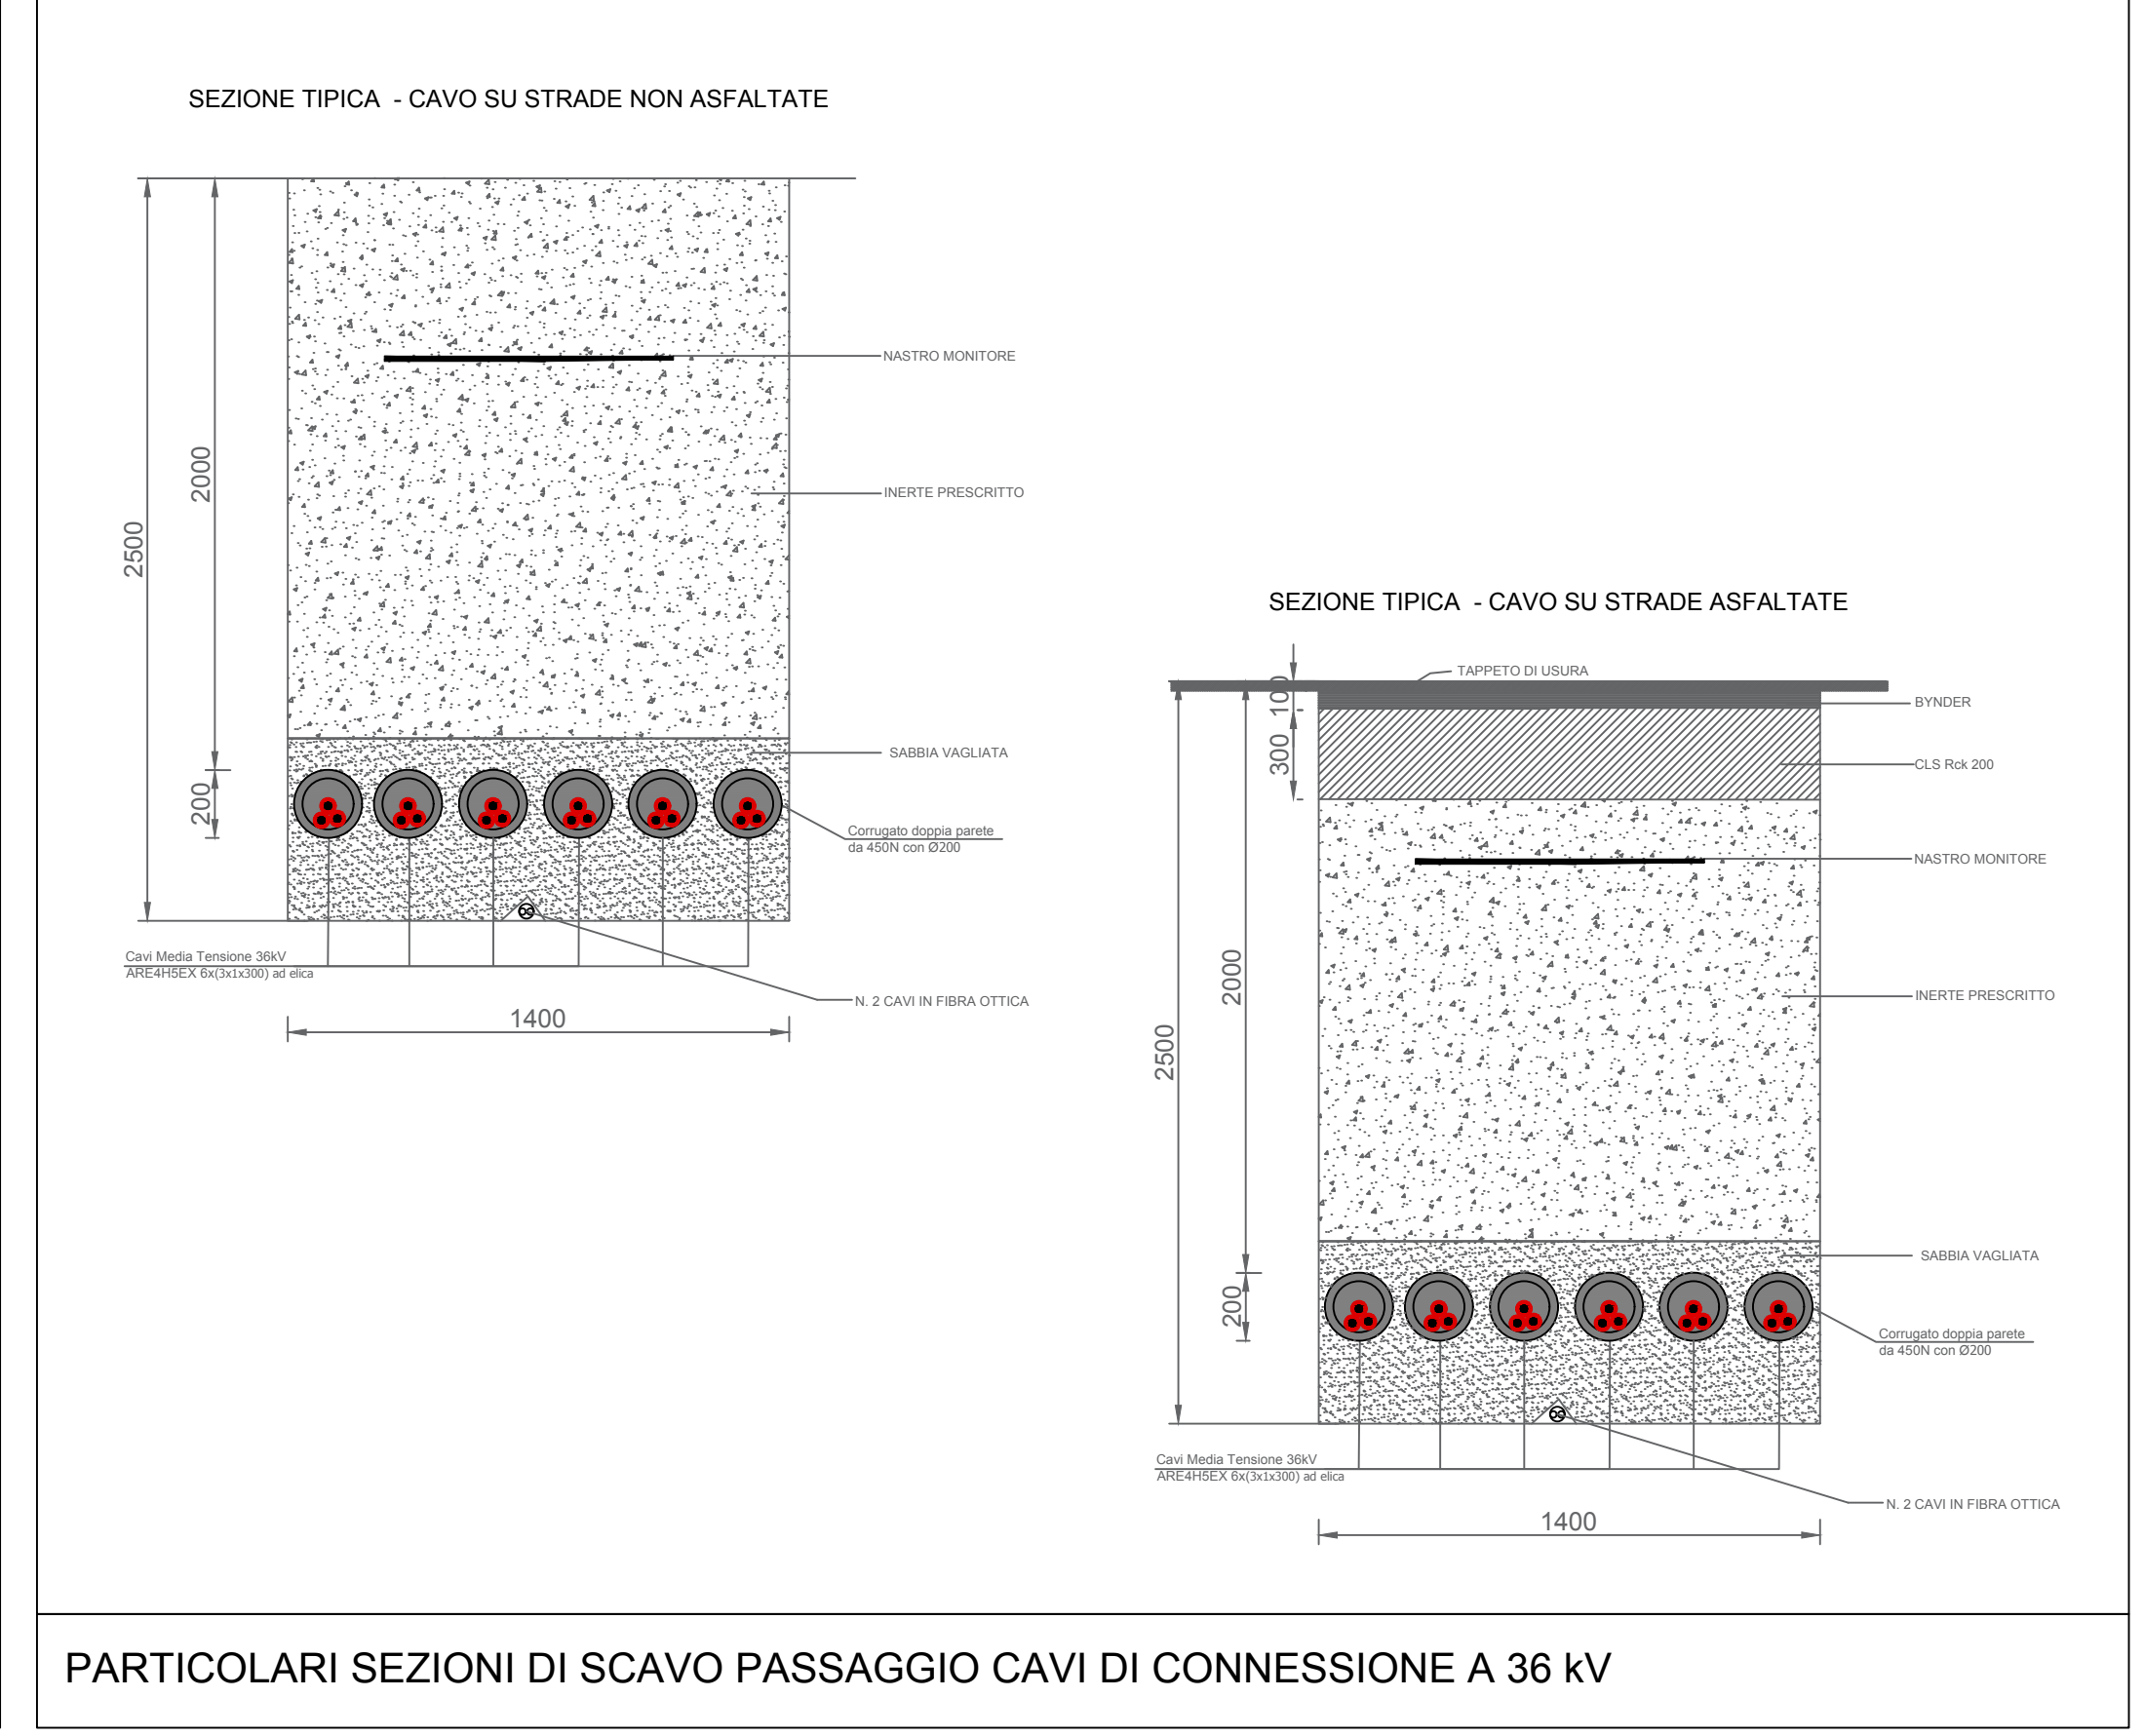 SEZIONE TIPICA - CAVO SU STRADE NON ASFALTATE
2500
2000
200
NASTRO MONITORE
INERTE PRESCRITTO
SABBIA VAGLIATA
Corrugato doppia parete
da 450N con Ø200
Cavi Media Tensione 36kV
ARE4H5EX 6x(3x1x300) ad elica
N. 2 CAVI IN FIBRA OTTICA
1400
SEZIONE TIPICA - CAVO SU STRADE ASFALTATE
TAPPETO DI USURA
100
300
2000
2500
200
BYNDER
CLS Rck 200
NASTRO MONITORE
INERTE PRESCRITTO
SABBIA VAGLIATA
Corrugato doppia parete
da 450N con Ø200
Cavi Media Tensione 36kV
ARE4H5EX 6x(3x1x300) ad elica
N. 2 CAVI IN FIBRA OTTICA
1400
PARTICOLARI SEZIONI DI SCAVO PASSAGGIO CAVI DI CONNESSIONE A 36 kV